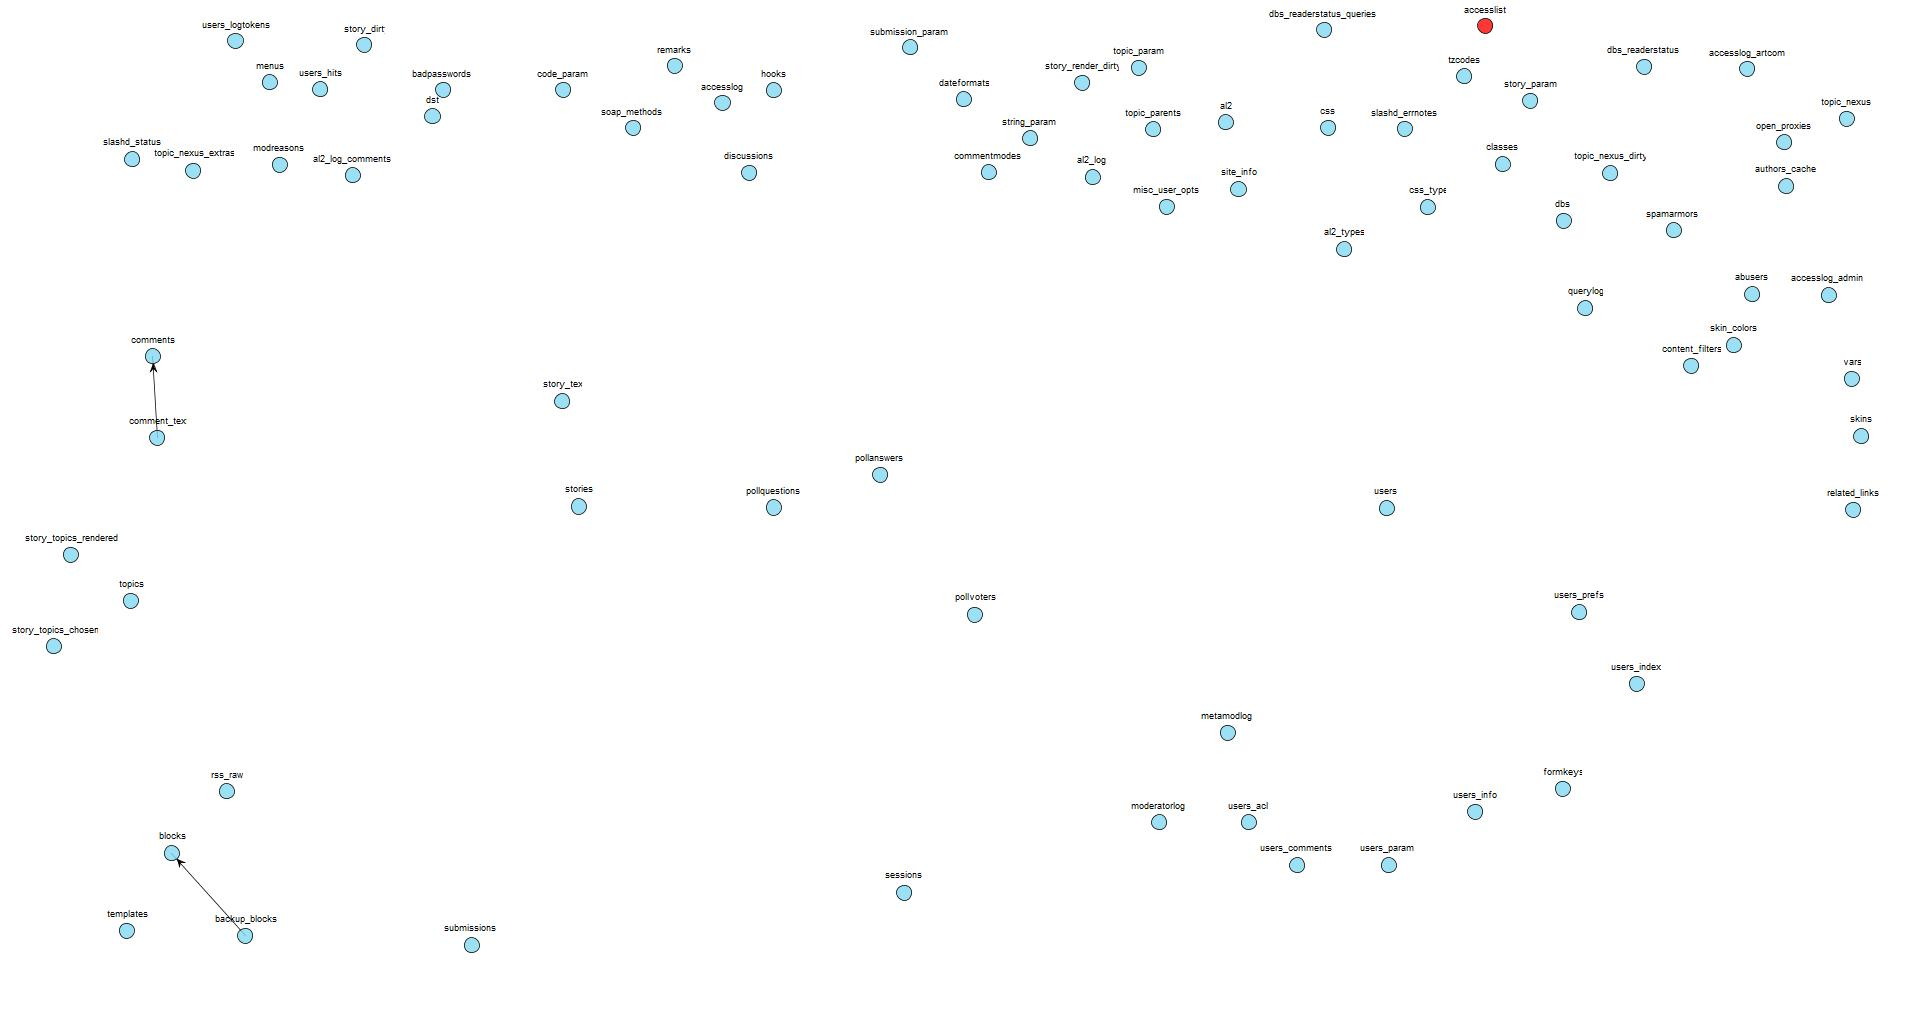 accesslist
dbs_readerstatus_queries
users_logtokens
story_dirt
submission_param
remarks
topic_param
dbs_readerstatus
accesslog_artcom
tzcodes
menus
users_hits
badpasswords
code_param
hooks
story_render_dirty
dateformats
story_param
accesslog
dst
topic_nexus
al2
soap_methods
css
slashd_errnotes
topic_parents
string_param
open_proxies
slashd_status
modreasons
classes
topic_nexus_extras
al2_log_comments
discussions
commentmodes
topic_nexus_dirty
al2_log
authors_cache
site_info
misc_user_opts
css_type
dbs
spamarmors
al2_types
abusers
accesslog_admin
querylog
skin_colors
comments
content_filters
vars
story_tex
comment_tex
skins
pollanswers
stories
pollquestions
users
related_links
story_topics_rendered
topics
users_prefs
pollvoters
story_topics_chosen
users_index
metamodlog
formkeys
rss_raw
users_info
moderatorlog
users_acl
blocks
users_comments
users_param
sessions
templates
backup_blocks
submissions